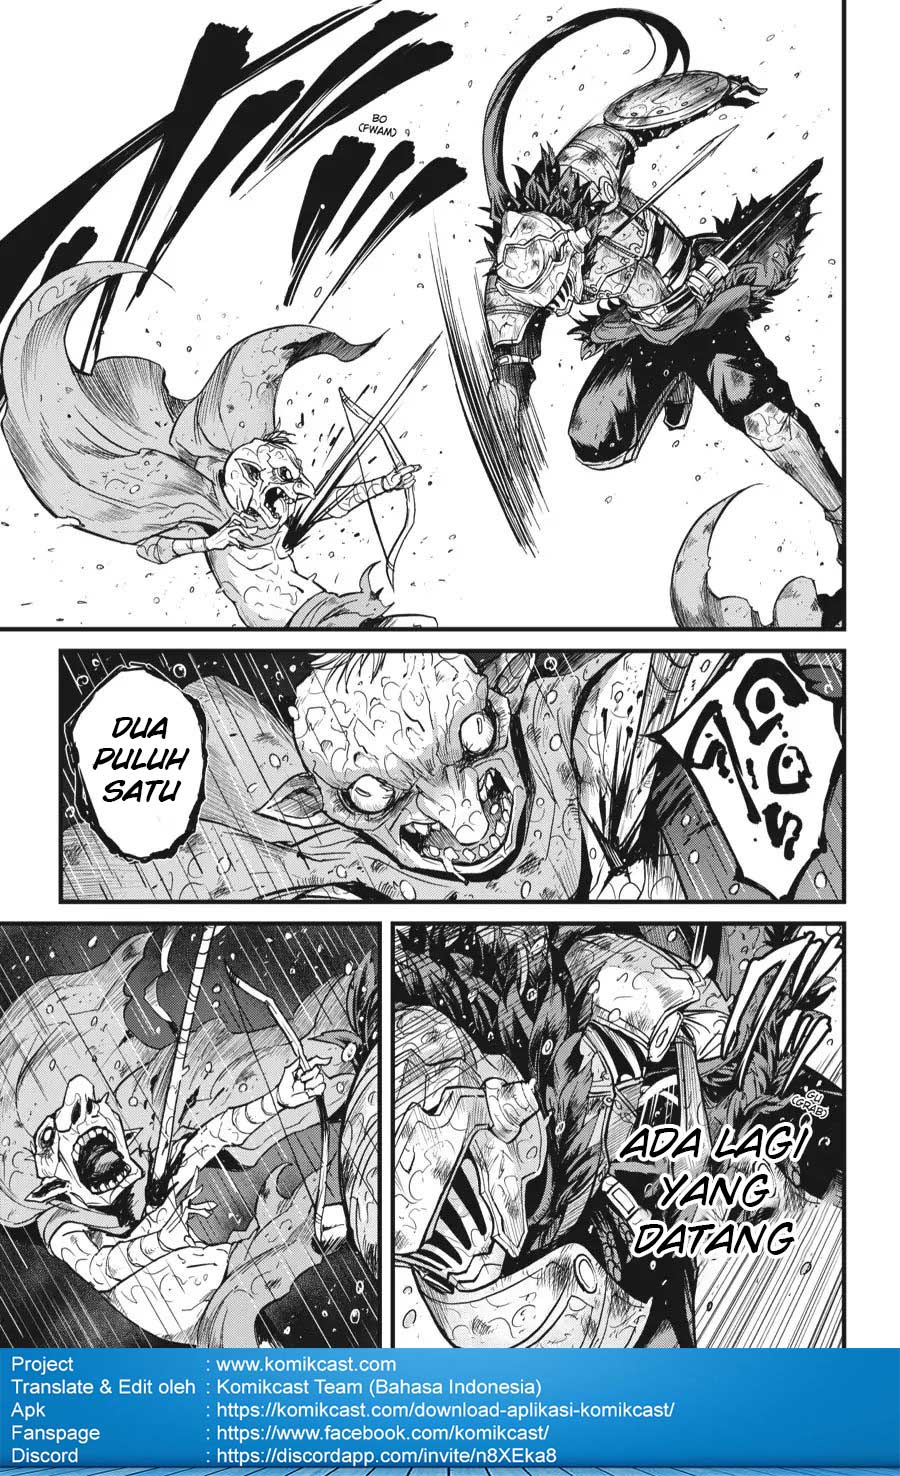 BO
(FWAM)
DUA
PULUH
SATU
GU
(GRAB)
ADA LAGI
YANG
DATANG
Project : www.komikcast.com
Translate & Edit oleh : Komikcast Team (Bahasa Indonesia)
Apk : https://komikcast.com/download-aplikasi-komikcast/
Fanspage : https://www.facebook.com/komikcast/
Discord : https://discordapp.com/invite/n8XEka8